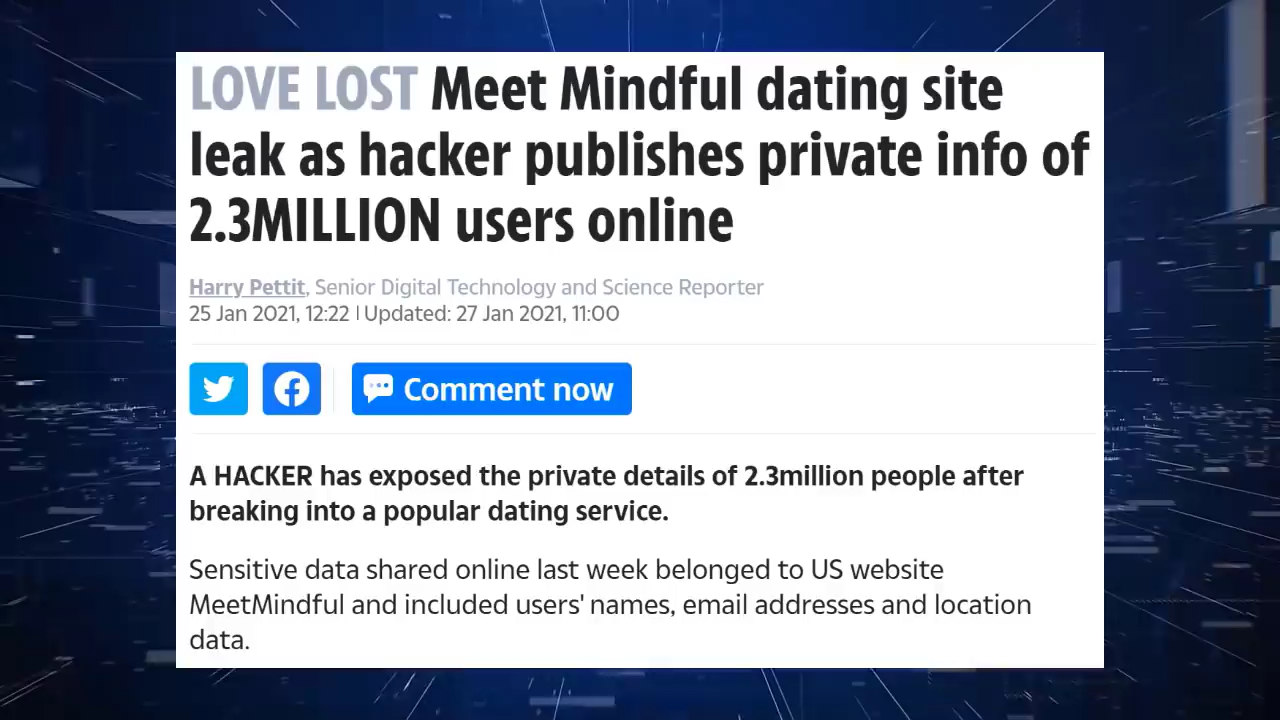 LOVE LOST Meet Mindful dating site
leak as hacker publishes private info of
2.3MILLION users online
Harry Pettit, Senior Digital Technology and Science Reporter
25 Jan 2021, 12:22 | Updated: 27 Jan 2021, 11:00
Comment now
A HACKER has exposed the private details of 2.3million people after
breaking into a popular dating service.
Sensitive data shared online last week belonged to US website
MeetMindful and included users' names, email addresses and location
data.